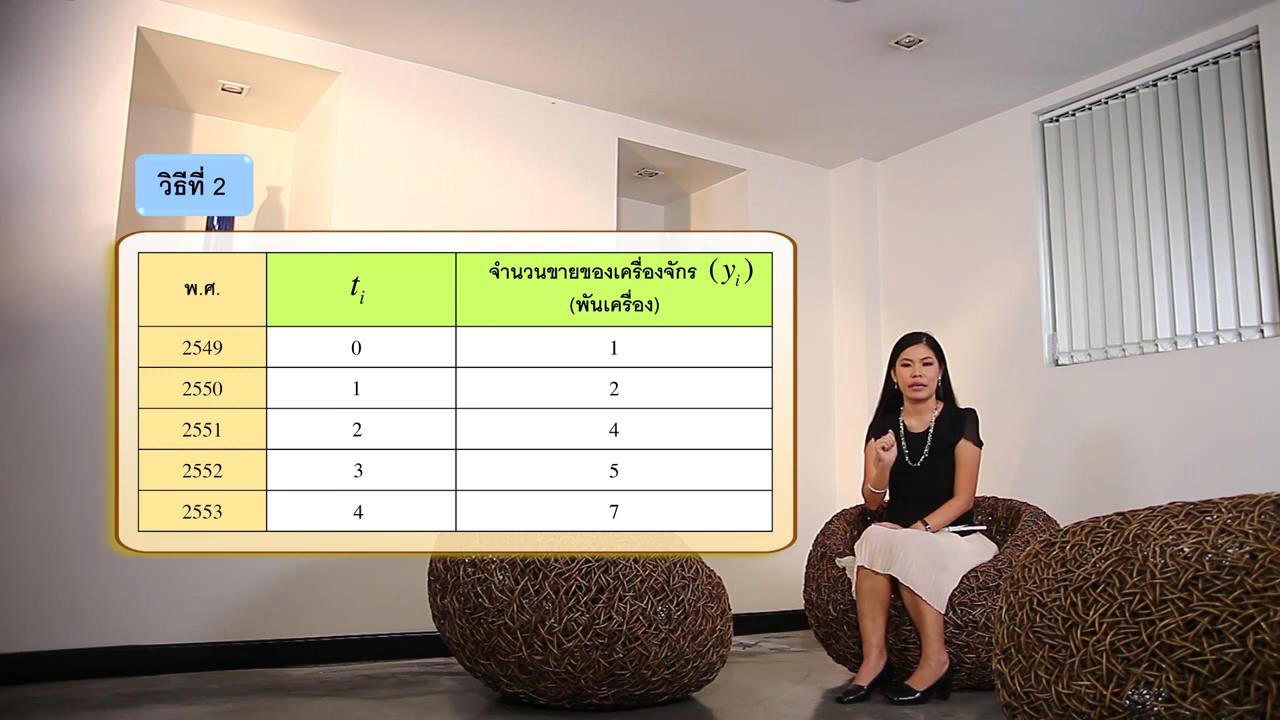 วิธีที่ 2
พ.ศ. tᵢ จำนวนขายของเครื่องจักร (yᵢ)
(พันเครื่อง)
2549 0 1
2550 1 2
2551 2 4
2552 3 5
2553 4 7